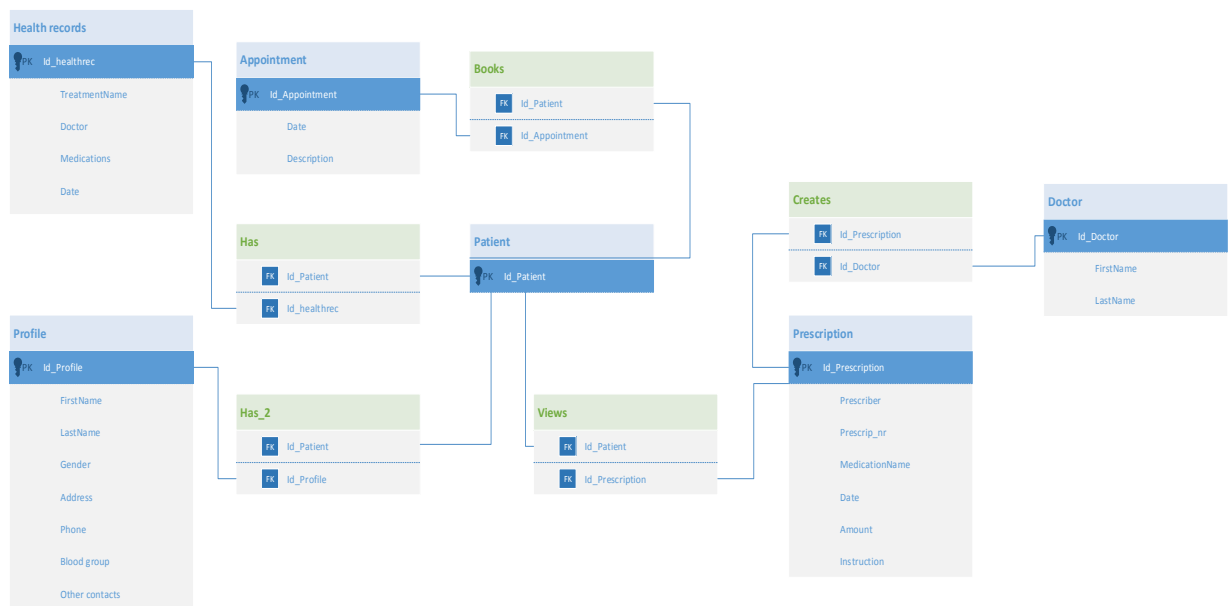 Health records
PK Id_healthrec
TreatmentName
Doctor
Medications
Date
Appointment
PK Id_Appointment
Date
Description
Books
FK Id_Patient
FK Id_Appointment
Has
FK Id_Patient
FK Id_healthrec
Patient
PK Id_Patient
Creates
FK Id_Prescription
FK Id_Doctor
Doctor
PK Id_Doctor
FirstName
LastName
Profile
PK Id_Profile
FirstName
LastName
Gender
Address
Phone
Blood group
Other contacts
Has_2
FK Id_Patient
FK Id_Profile
Views
FK Id_Patient
FK Id_Prescription
Prescription
PK Id_Prescription
Prescriber
Prescrip_nr
MedicationName
Date
Amount
Instruction